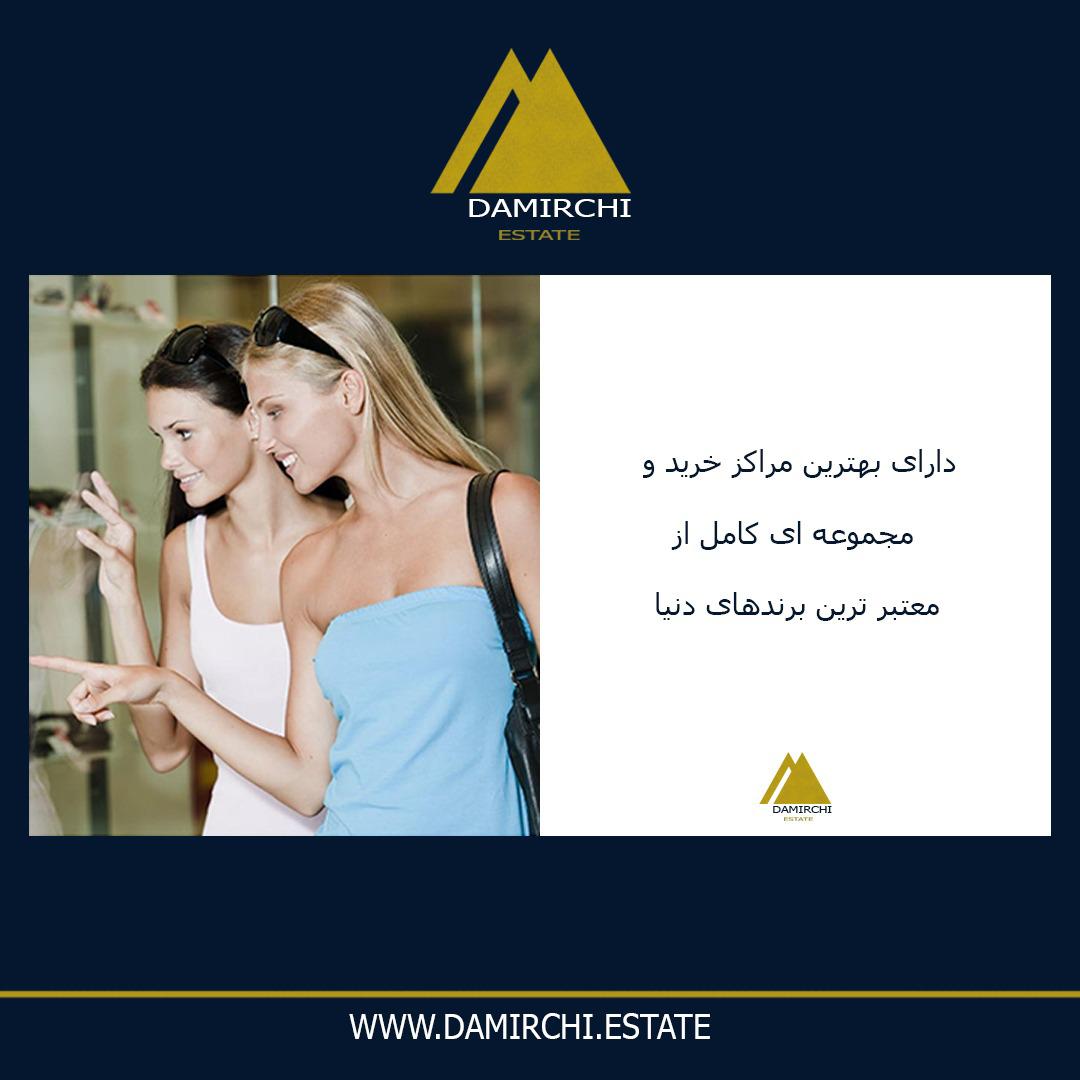 DAMIRCHI
ESTATE
دارای بهترین مراکز خرید و
مجموعه ای کامل از
معتبر ترین برندهای دنیا
DAMIRCHI
ESTATE
WWW.DAMIRCHI.ESTATE